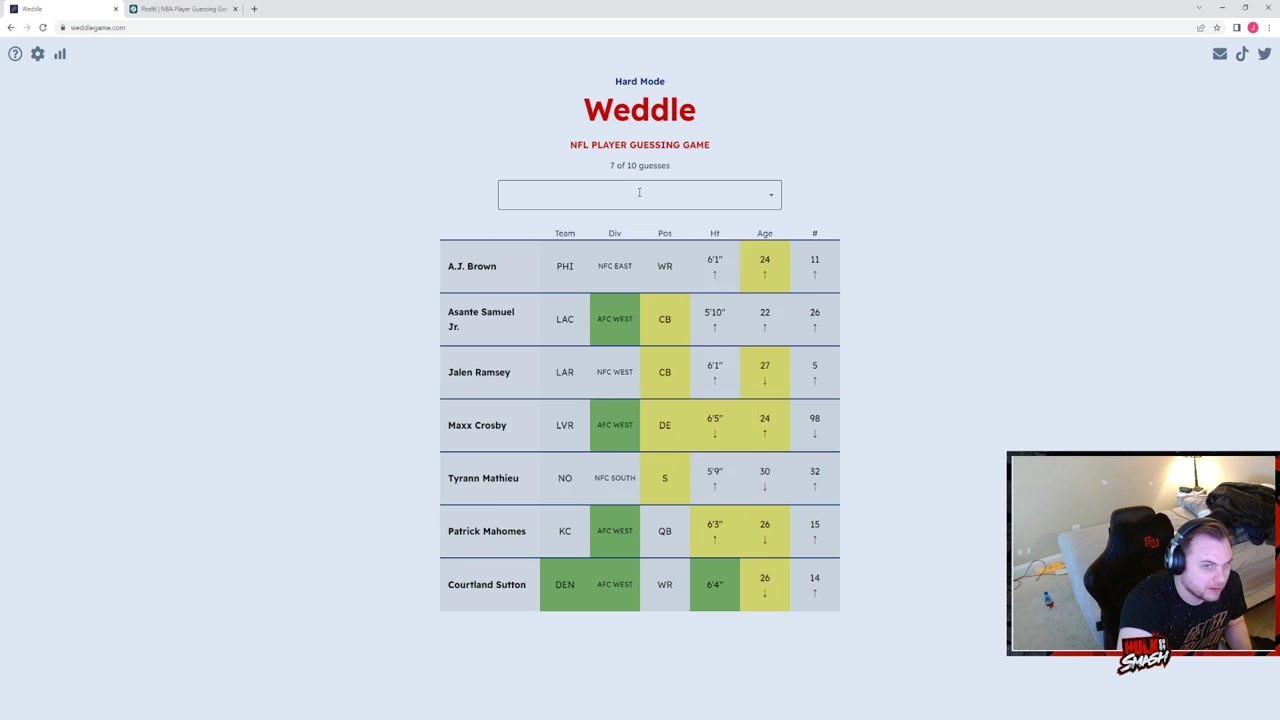 Weddle
Poeltl | NBA Player Guessing Ga
weddlegame.com
Hard Mode
Weddle
NFL PLAYER GUESSING GAME
7 of 10 guesses
Team Div Pos Ht Age #
A.J. Brown PHI NFC EAST WR 6'1" ↑ 24 ↑ 11 ↑
Asante Samuel Jr. LAC AFC WEST CB 5'10" ↑ 22 ↑ 26 ↑
Jalen Ramsey LAR NFC WEST CB 6'1" ↑ 27 ↓ 5 ↑
Maxx Crosby LVR AFC WEST DE 6'5" ↓ 24 ↑ 98 ↓
Tyrann Mathieu NO NFC SOUTH S 5'9" ↑ 30 ↓ 32 ↑
Patrick Mahomes KC AFC WEST QB 6'3" ↑ 26 ↓ 15 ↑
Courtland Sutton DEN AFC WEST WR 6'4" 26 ↓ 14 ↑
HULK
SMASH